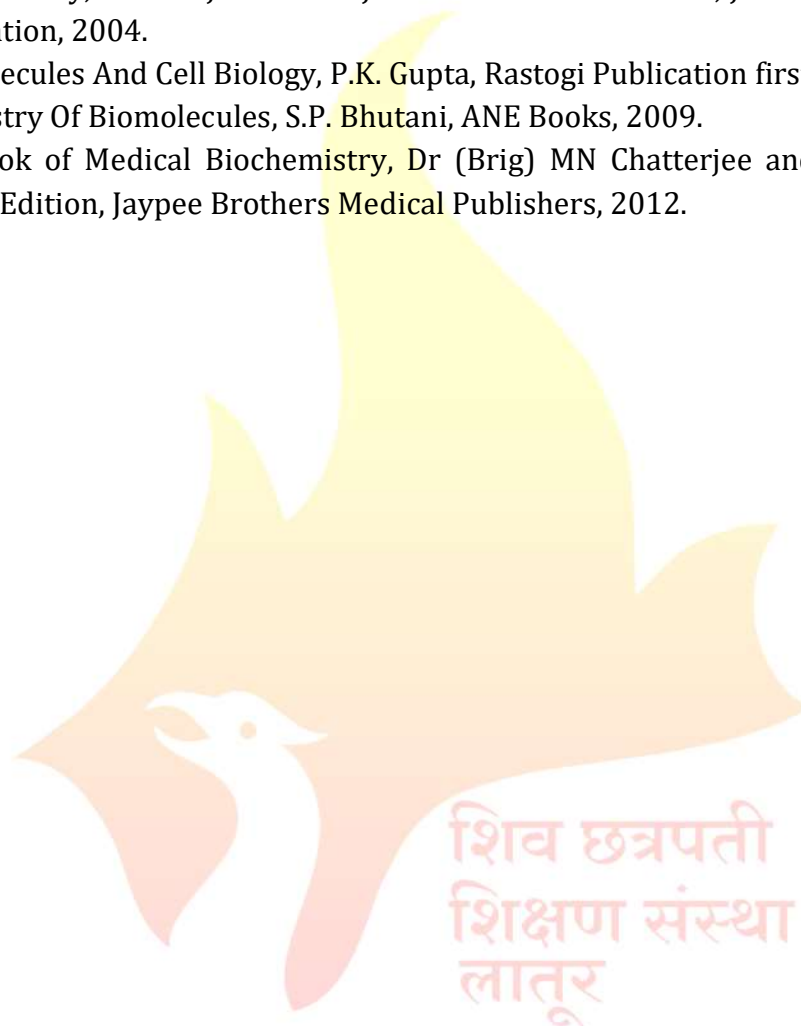 ation, 2004.
ecules And Cell Biology, P.K. Gupta, Rastogi Publication firs
stry Of Biomolecules, S.P. Bhutani, ANE Books, 2009.
ok of Medical Biochemistry, Dr (Brig) MN Chatterjee and
Edition, Jaypee Brothers Medical Publishers, 2012.
शिव छत्रपती
शिक्षण संस्था
लातूर